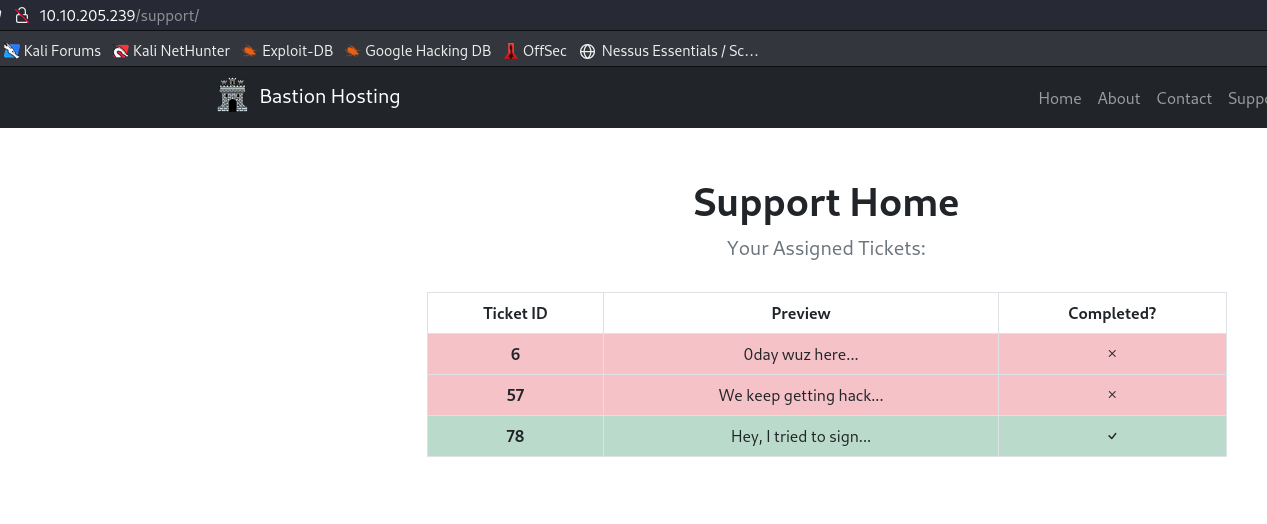 10.10.205.239/support/
Kali Forums Kali NetHunter Exploit-DB Google Hacking DB OffSec Nessus Essentials / Sc…
Bastion Hosting Home About Contact Suppo
Support Home
Your Assigned Tickets:
Ticket ID Preview Completed?
6 0day wuz here... ×
57 We keep getting hack... ×
78 Hey, I tried to sign... ✓